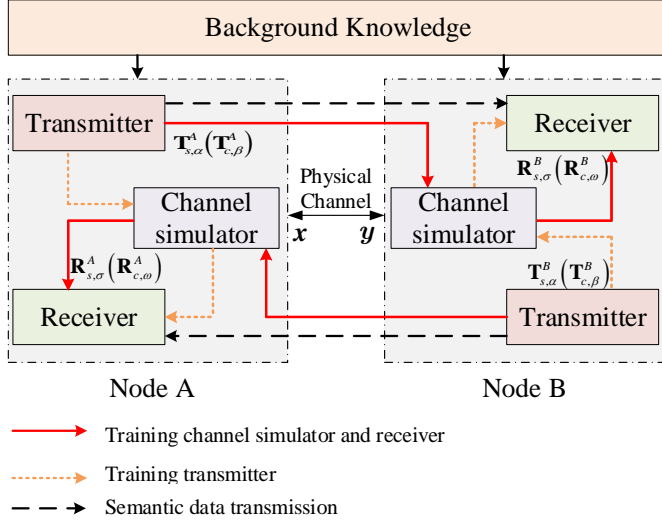 Background Knowledge
Transmitter
Receiver
T^A_{s,α}(T^A_{c,β})
R^B_{s,σ}(R^B_{c,ω})
Physical
Channel
Channel
simulator
Channel
simulator
x y
R^A_{s,σ}(R^A_{c,ω})
T^B_{s,α}(T^B_{c,β})
Receiver
Transmitter
Node A
Node B
Training channel simulator and receiver
Training transmitter
Semantic data transmission